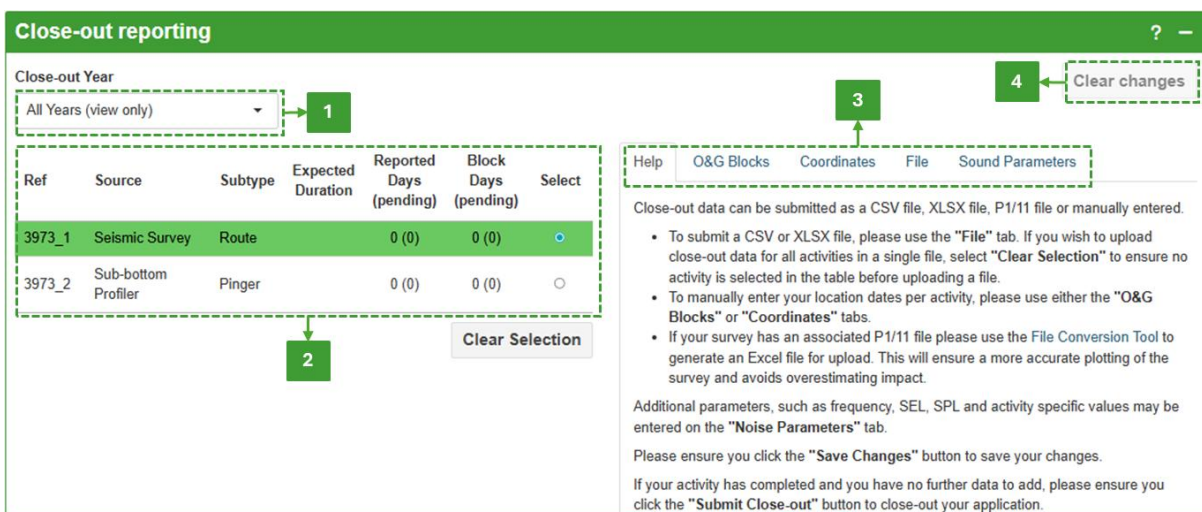 Close-out reporting
? −
Close-out Year
All Years (view only)
1
4
Clear changes
3
Ref Source Subtype Expected Duration Reported Days (pending) Block Days (pending) Select
3973_1 Seismic Survey Route 0 (0) 0 (0)
3973_2 Sub-bottom Profiler Pinger 0 (0) 0 (0)
Clear Selection
2
Help O&G Blocks Coordinates File Sound Parameters
Close-out data can be submitted as a CSV file, XLSX file, P1/11 file or manually entered.
• To submit a CSV or XLSX file, please use the "File" tab. If you wish to upload
close-out data for all activities in a single file, select "Clear Selection" to ensure no
activity is selected in the table before uploading a file.
• To manually enter your location dates per activity, please use either the "O&G
Blocks" or "Coordinates" tabs.
• If your survey has an associated P1/11 file please use the File Conversion Tool to
generate an Excel file for upload. This will ensure a more accurate plotting of the
survey and avoids overestimating impact.
Additional parameters, such as frequency, SEL, SPL and activity specific values may be
entered on the "Noise Parameters" tab.
Please ensure you click the "Save Changes" button to save your changes.
If your activity has completed and you have no further data to add, please ensure you
click the "Submit Close-out" button to close-out your application.